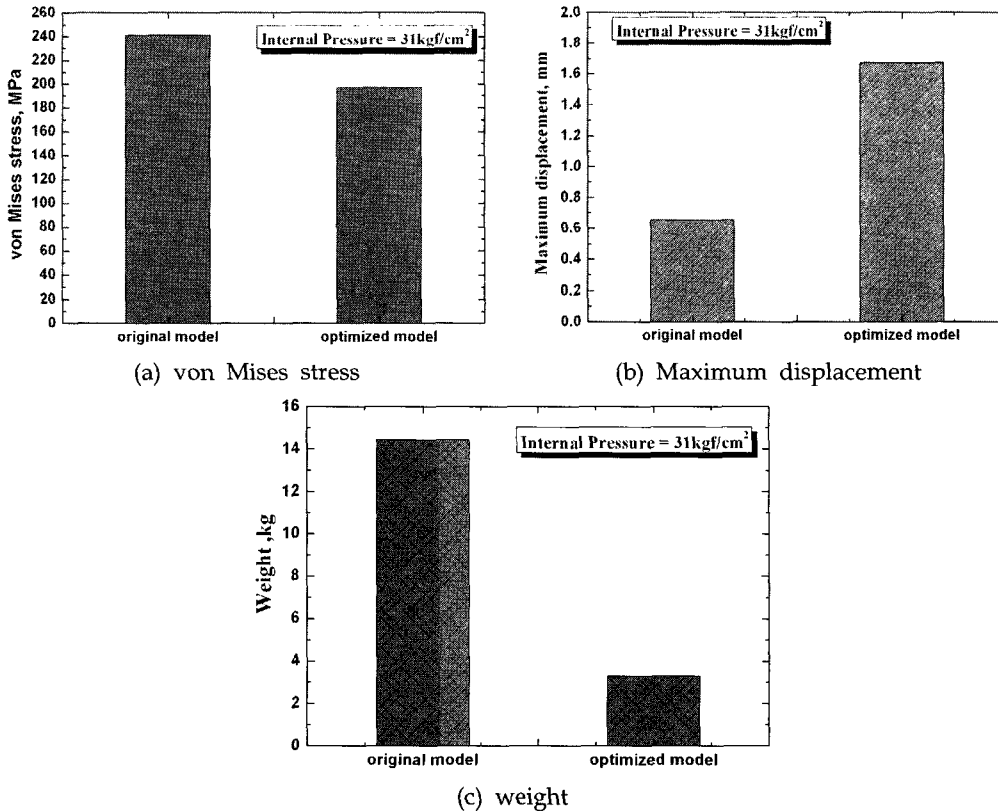 260
240
220
200
180
160
140
120
100
80
60
40
20
0
von Mises stress, MPa
Internal Pressure = 31kgf/cm²
original model
optimized model
(a) von Mises stress
2.0
1.8
1.6
1.4
1.2
1.0
0.8
0.6
0.4
0.2
0.0
Maximum displacement, mm
Internal Pressure = 31kgf/cm²
original model
optimized model
(b) Maximum displacement
16
14
12
10
8
6
4
2
0
Weight ,kg
Internal Pressure = 31kgf/cm²
original model
optimized model
(c) weight